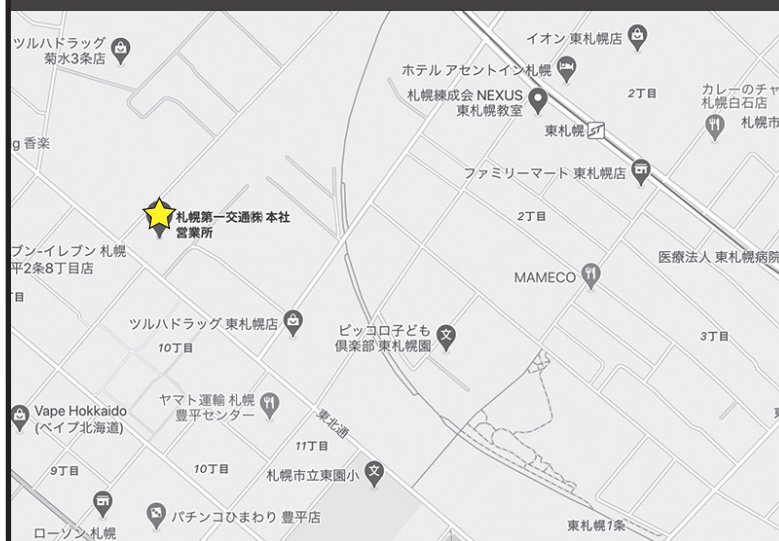 ツルハドラッグ
菊水3条店
イオン 東札幌店
ホテル アセントイン札幌
2丁目
カレーのチャ
札幌白石店
札幌練成会 NEXUS
東札幌教室
東札幌
ST
札幌市
g 香楽
ファミリーマート 東札幌店
札幌第一交通㈱ 本社
営業所
2丁目
ブン-イレブン 札幌
平2条8丁目店
医療法人 東札幌病院
MAMECO
丁目
ツルハドラッグ 東札幌店
ピッコロ子ども
倶楽部 東札幌園
3丁目
10丁目
ヤマト運輸 札幌
豊平センター
Vape Hokkaido
(ベイプ北海道)
東北通
11丁目
9丁目
10丁目
札幌市立東園小
ローソン 札幌
パチンコひまわり 豊平店
東札幌1条